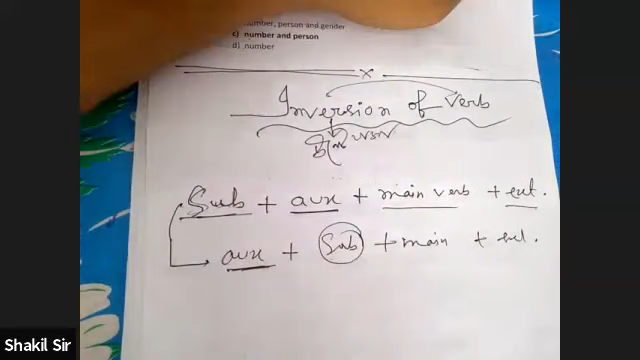 number, person and gender
c) number and person
d) number
x
Inversion of verb
Sub + aux + main verb + ext.
aux + Sub + main + ext.
Shakil Sir